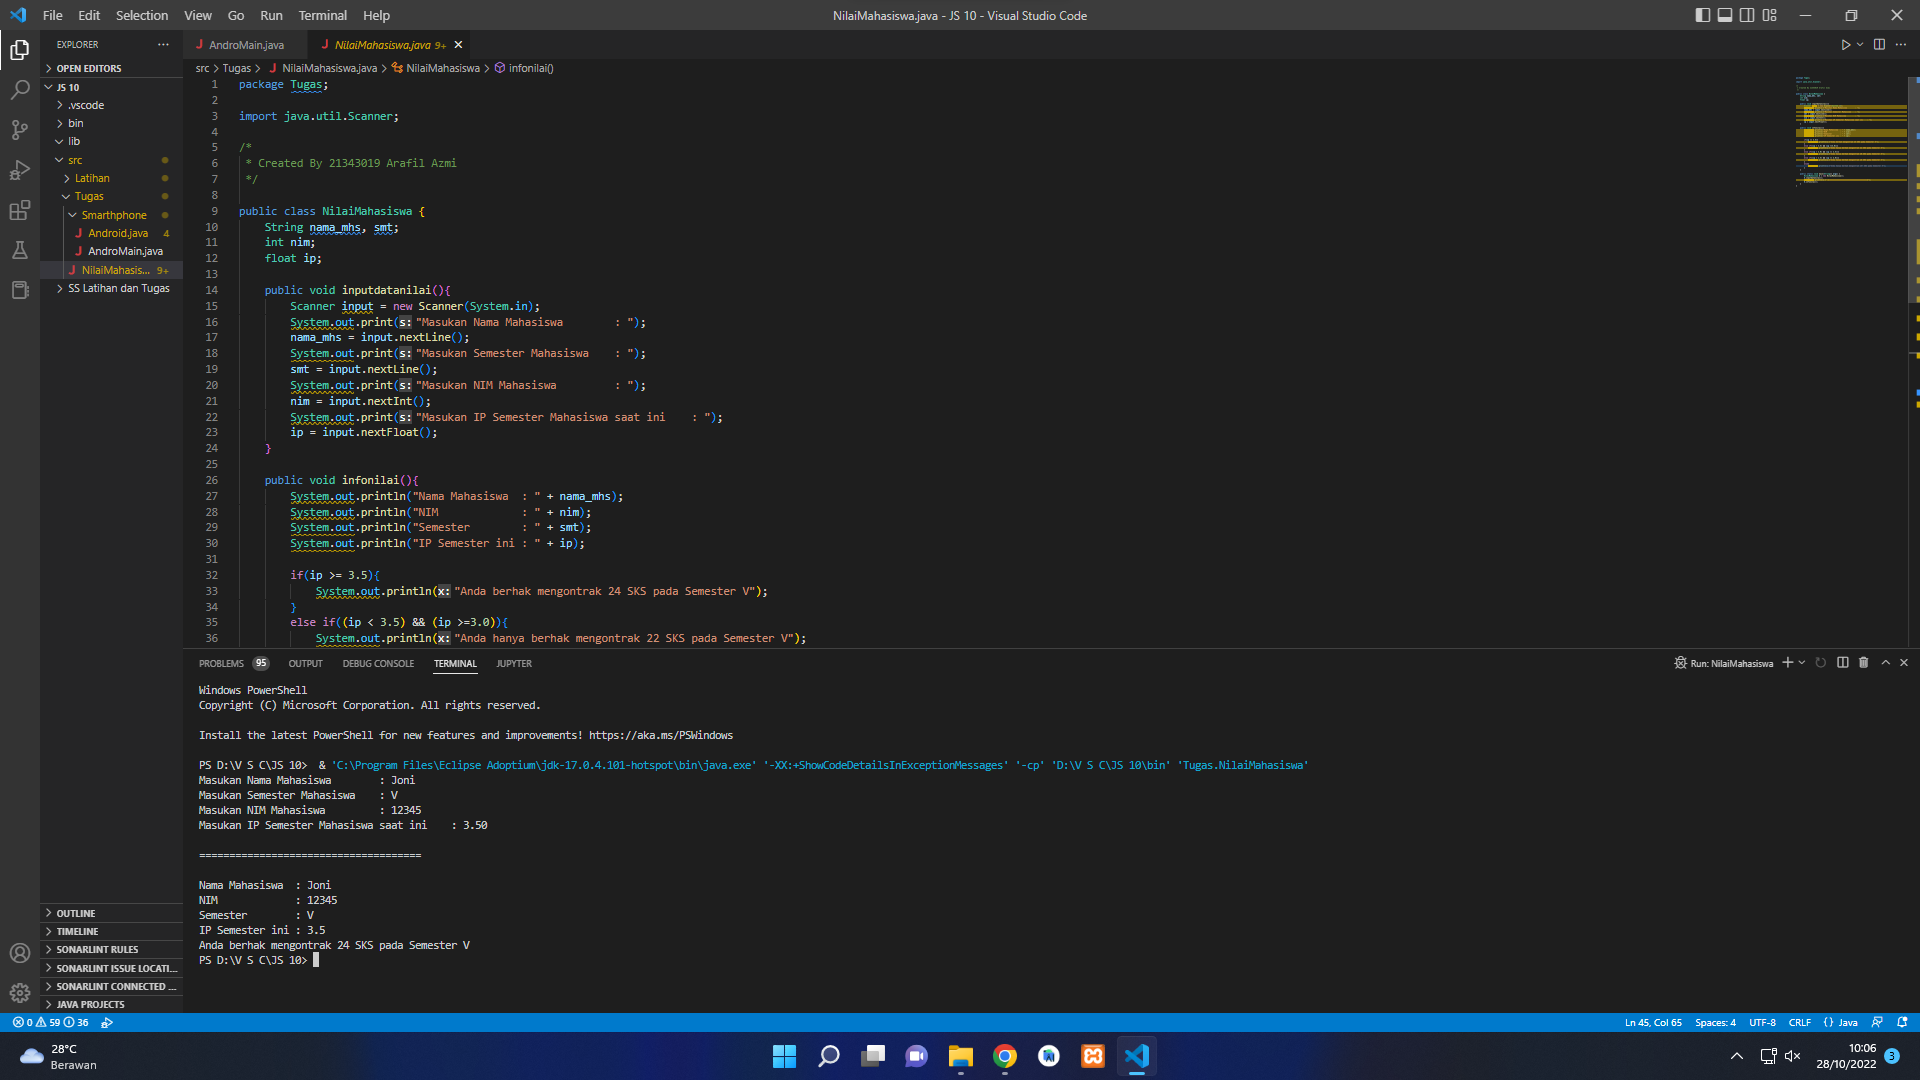 File Edit Selection View Go Run Terminal Help
NilaiMahasiswa.java - JS 10 - Visual Studio Code
EXPLORER
OPEN EDITORS
JS 10
.vscode
bin
lib
src
Latihan
Tugas
Smarthphone
Android.java 4
AndroMain.java
NilaiMahasis... 9+
SS Latihan dan Tugas
OUTLINE
TIMELINE
SONARLINT RULES
SONARLINT ISSUE LOCATI...
SONARLINT CONNECTED ...
JAVA PROJECTS
AndroMain.java
NilaiMahasiswa.java 9+
src > Tugas > NilaiMahasiswa.java > NilaiMahasiswa > infonilai()
1 package Tugas;
2
3 import java.util.Scanner;
4
5 /*
6 * Created By 21343019 Arafil Azmi
7 */
8
9 public class NilaiMahasiswa {
10 String nama_mhs, smt;
11 int nim;
12 float ip;
13
14 public void inputdatanilai(){
15 Scanner input = new Scanner(System.in);
16 System.out.print(s: "Masukan Nama Mahasiswa        : ");
17 nama_mhs = input.nextLine();
18 System.out.print(s: "Masukan Semester Mahasiswa    : ");
19 smt = input.nextLine();
20 System.out.print(s: "Masukan NIM Mahasiswa         : ");
21 nim = input.nextInt();
22 System.out.print(s: "Masukan IP Semester Mahasiswa saat ini    : ");
23 ip = input.nextFloat();
24 }
25
26 public void infonilai(){
27 System.out.println("Nama Mahasiswa  : " + nama_mhs);
28 System.out.println("NIM             : " + nim);
29 System.out.println("Semester        : " + smt);
30 System.out.println("IP Semester ini : " + ip);
31
32 if(ip >= 3.5){
33 System.out.println(x: "Anda berhak mengontrak 24 SKS pada Semester V");
34 }
35 else if((ip < 3.5) && (ip >=3.0)){
36 System.out.println(x: "Anda hanya berhak mengontrak 22 SKS pada Semester V");
PROBLEMS 95 OUTPUT DEBUG CONSOLE TERMINAL JUPYTER
Run: NilaiMahasiswa
Windows PowerShell
Copyright (C) Microsoft Corporation. All rights reserved.
Install the latest PowerShell for new features and improvements! https://aka.ms/PSWindows
PS D:\V S C\JS 10>  & 'C:\Program Files\Eclipse Adoptium\jdk-17.0.4.101-hotspot\bin\java.exe' '-XX:+ShowCodeDetailsInExceptionMessages' '-cp' 'D:\V S C\JS 10\bin' 'Tugas.NilaiMahasiswa'
Masukan Nama Mahasiswa        : Joni
Masukan Semester Mahasiswa    : V
Masukan NIM Mahasiswa         : 12345
Masukan IP Semester Mahasiswa saat ini    : 3.50
=====================================
Nama Mahasiswa  : Joni
NIM             : 12345
Semester        : V
IP Semester ini : 3.5
Anda berhak mengontrak 24 SKS pada Semester V
PS D:\V S C\JS 10>
0 59 36
Ln 45, Col 65 Spaces: 4 UTF-8 CRLF {} Java
28°C
Berawan
10:06
28/10/2022
3